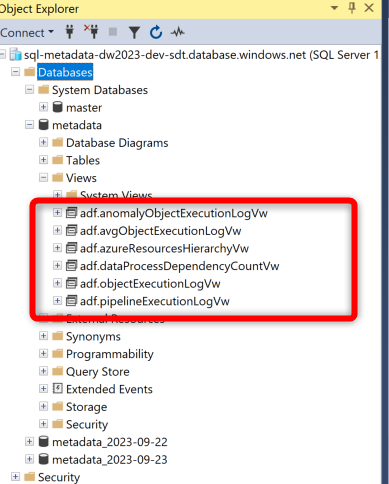 Object Explorer
Connect
sql-metadata-dw2023-dev-sdt.database.windows.net (SQL Server 1
Databases
System Databases
master
metadata
Database Diagrams
Tables
Views
System Views
adf.anomalyObjectExecutionLogVw
adf.avgObjectExecutionLogVw
adf.azureResourcesHierarchyVw
adf.dataProcessDependencyCountVw
adf.objectExecutionLogVw
adf.pipelineExecutionLogVw
External Resources
Synonyms
Programmability
Query Store
Extended Events
Storage
Security
metadata_2023-09-22
metadata_2023-09-23
Security